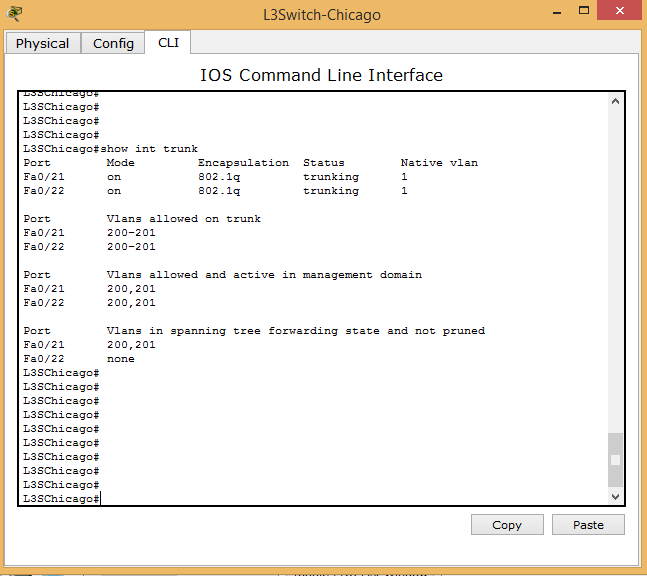 L3Switch-Chicago
Physical Config CLI
IOS Command Line Interface
L3SChicago#
L3SChicago#
L3SChicago#
L3SChicago#
L3SChicago#show int trunk
Port Mode Encapsulation Status Native vlan
Fa0/21 on 802.1q trunking 1
Fa0/22 on 802.1q trunking 1
Port Vlans allowed on trunk
Fa0/21 200-201
Fa0/22 200-201
Port Vlans allowed and active in management domain
Fa0/21 200,201
Fa0/22 200,201
Port Vlans in spanning tree forwarding state and not pruned
Fa0/21 200,201
Fa0/22 none
L3SChicago#
L3SChicago#
L3SChicago#
L3SChicago#
L3SChicago#
L3SChicago#
L3SChicago#
L3SChicago#
L3SChicago#
L3SChicago#
Copy Paste